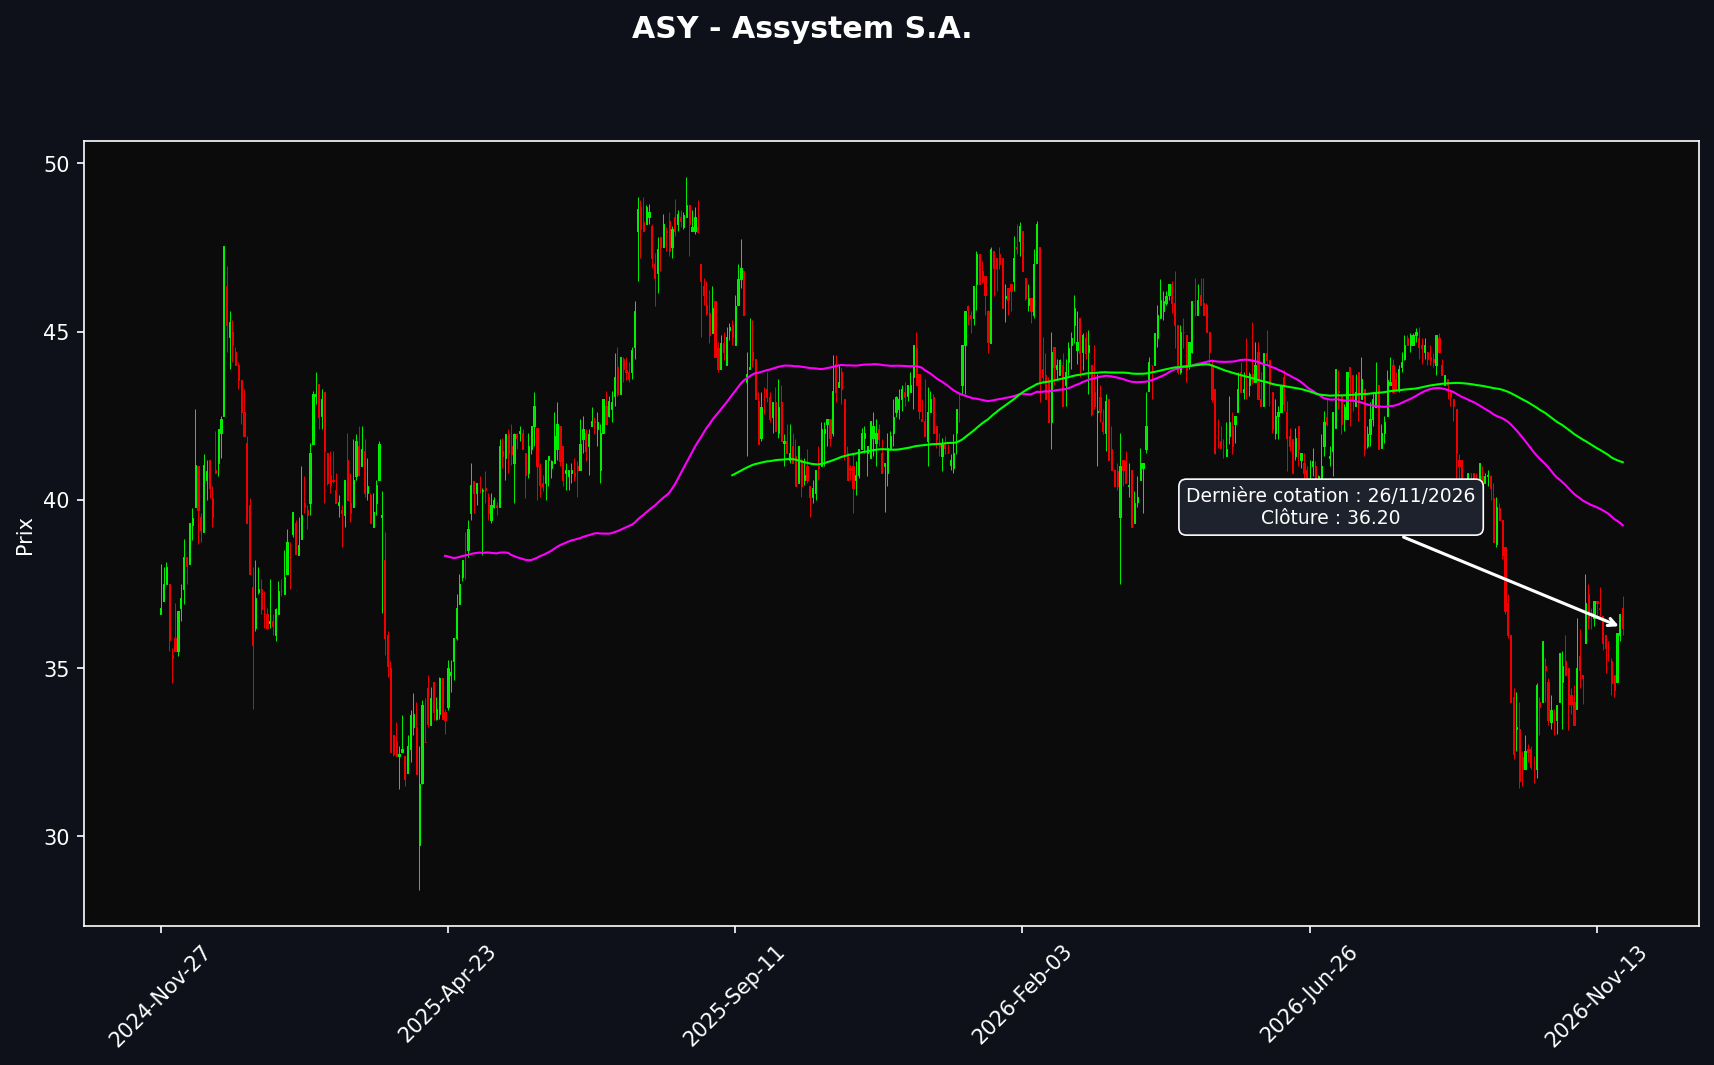 ASY - Assystem S.A.
Prix
50
45
40
35
30
Dernière cotation : 26/11/2026
Clôture : 36.20
2024-Nov-27
2025-Apr-23
2025-Sep-11
2026-Feb-03
2026-Jun-26
2026-Nov-13